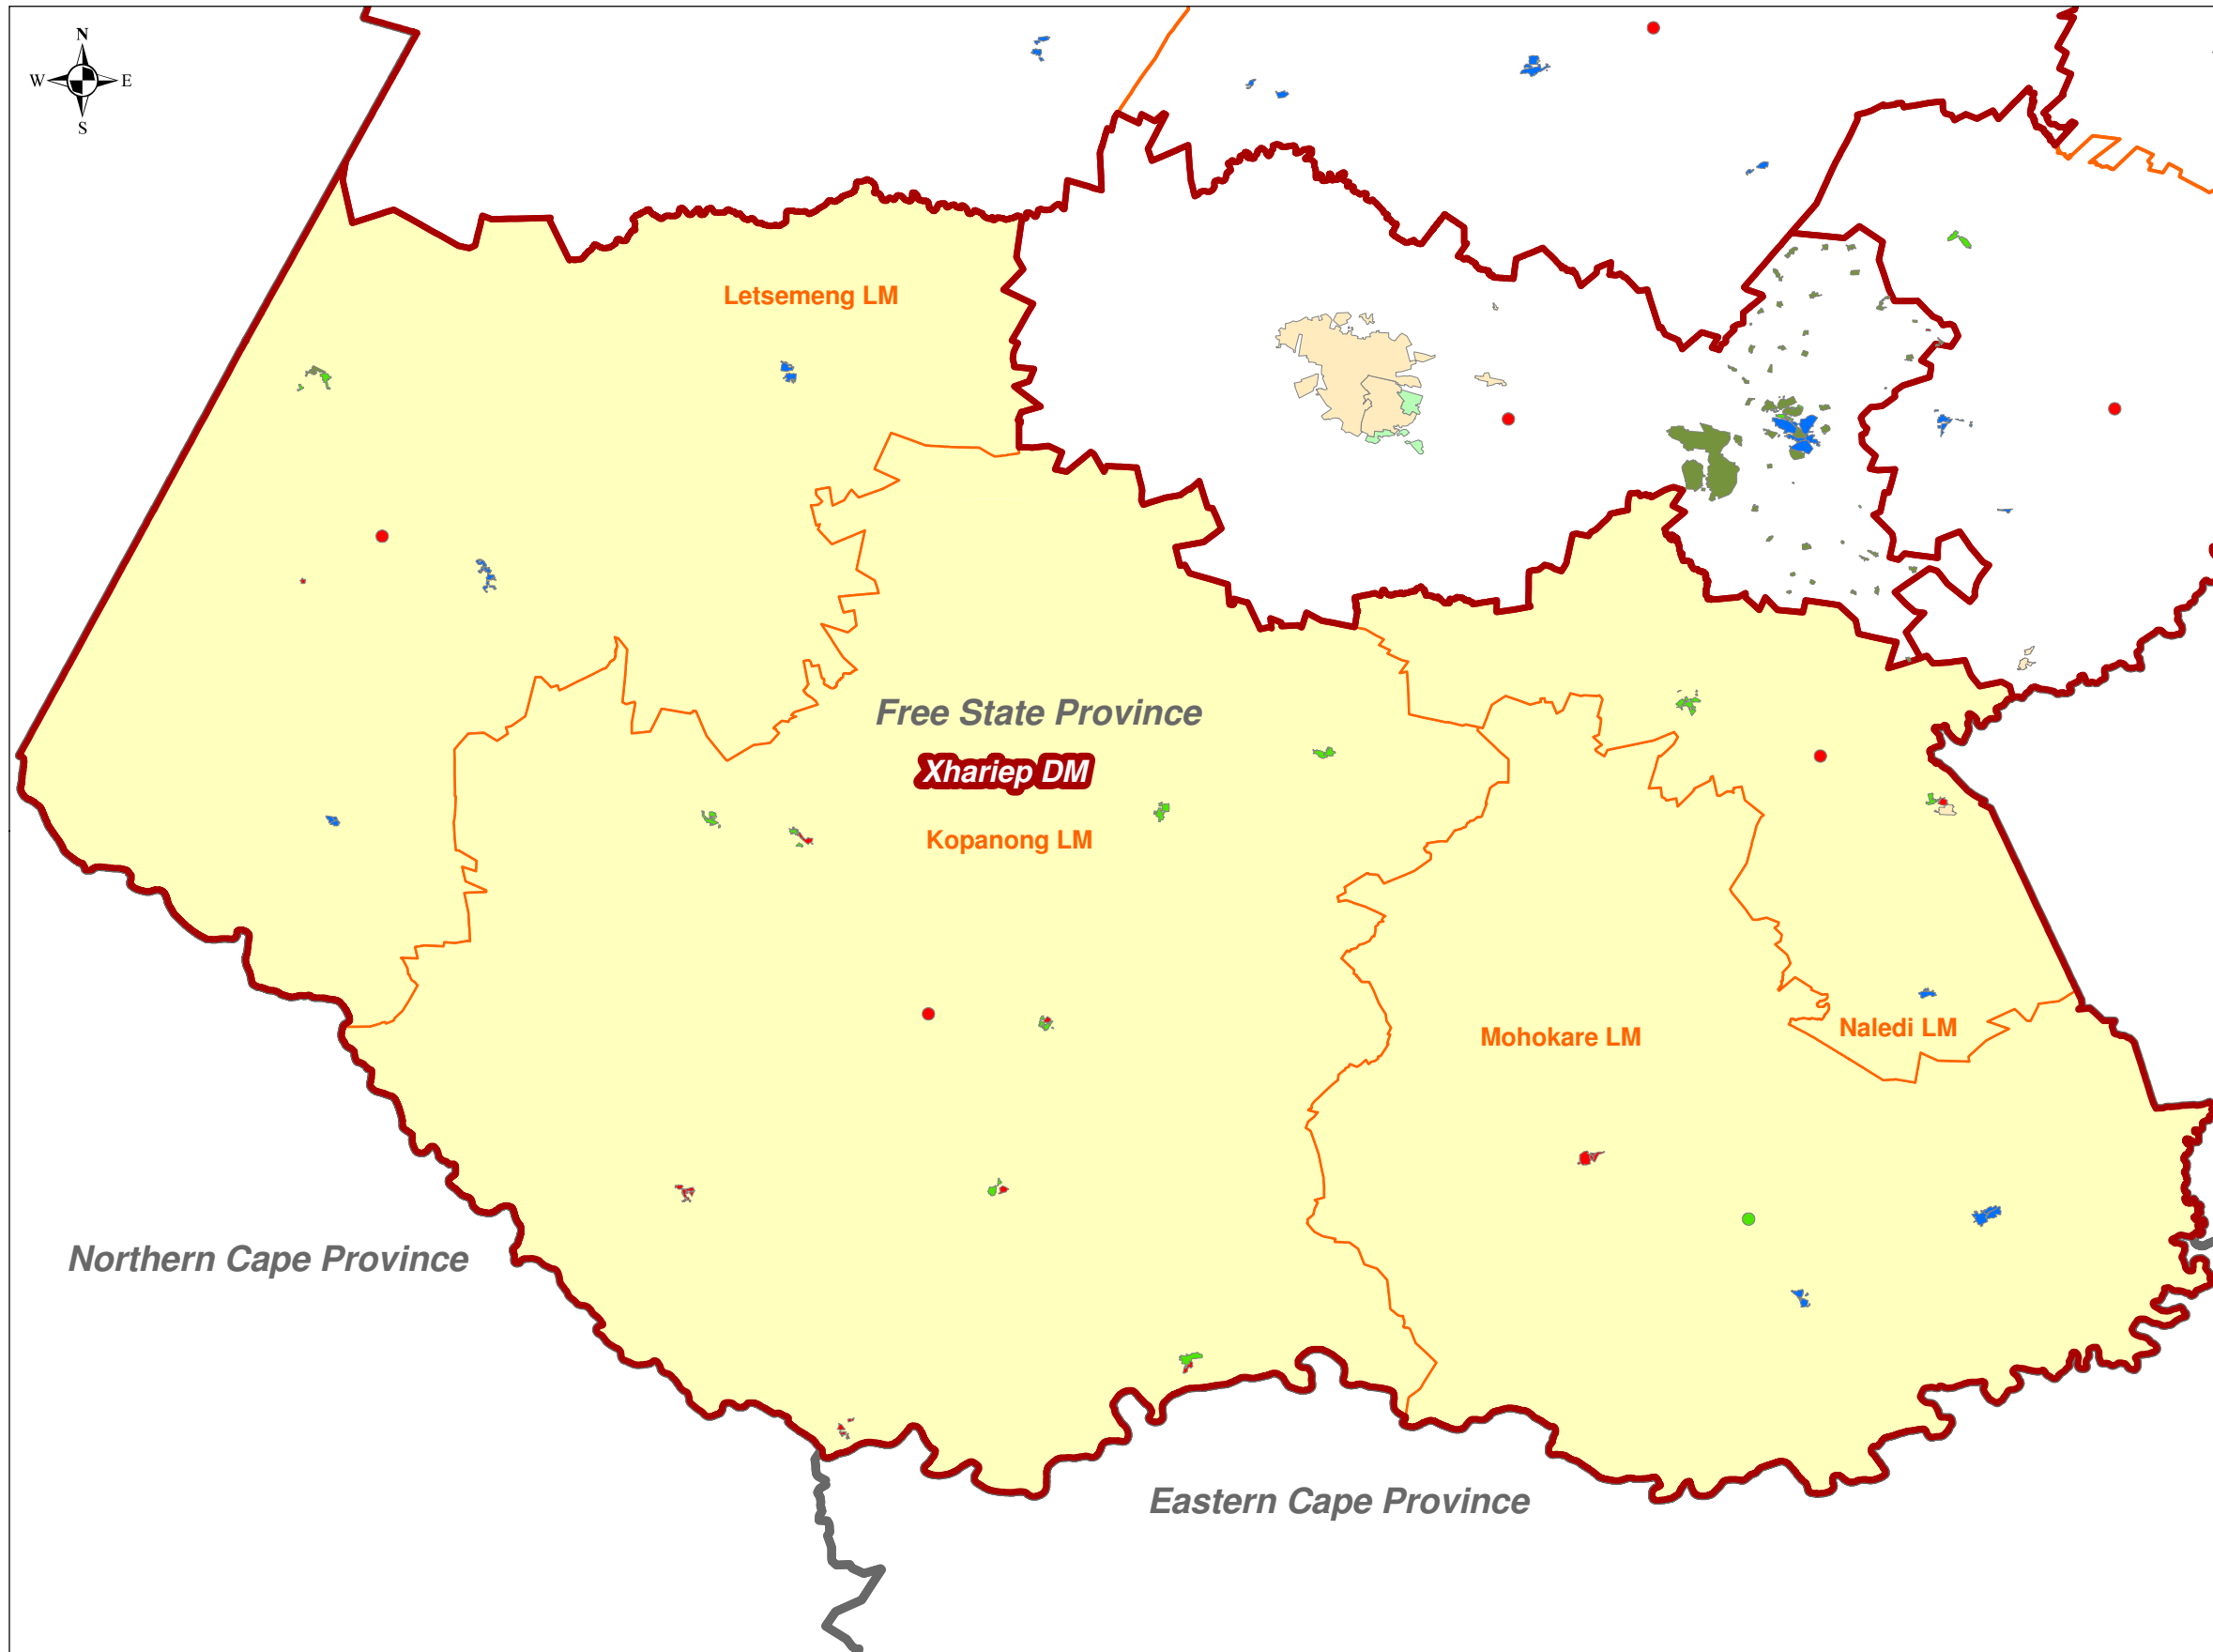 N
W E
S
Letsemeng LM
Free State Province
Xhariep DM
Kopanong LM
Mohokare LM
Naledi LM
Northern Cape Province
Eastern Cape Province